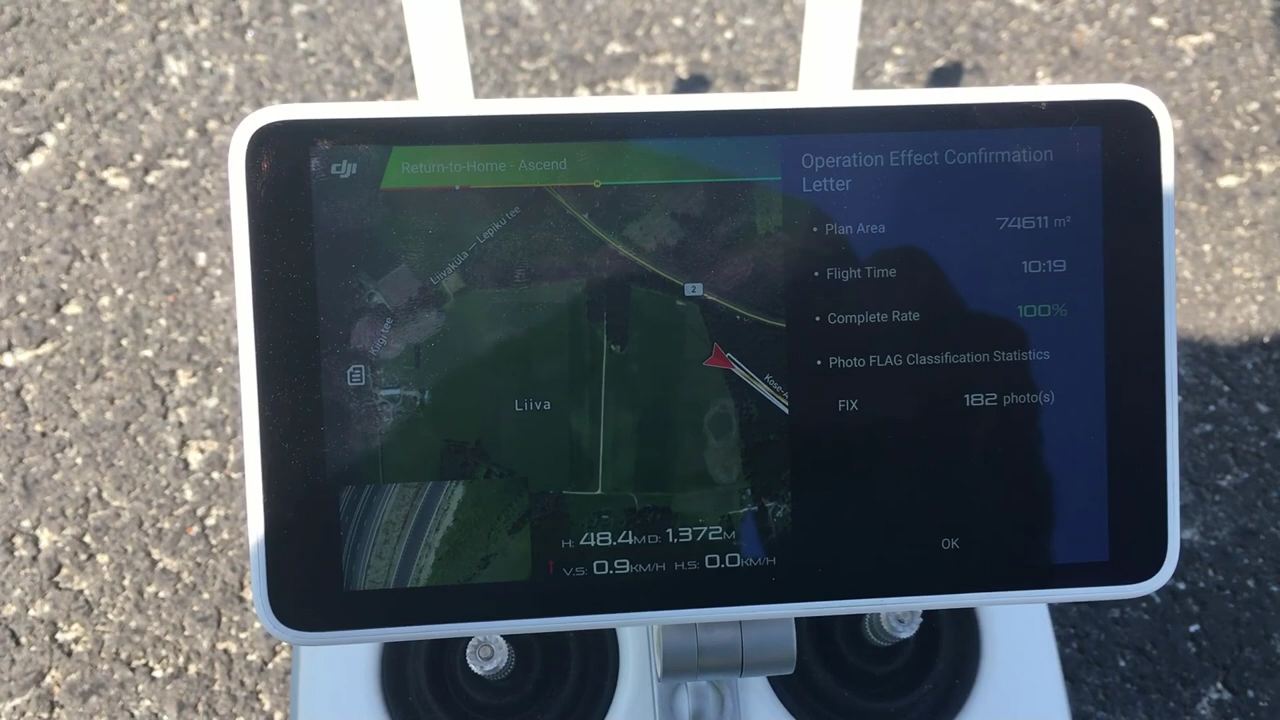 dji
Return-to-Home - Ascend
Liivaküla — Lepiku tee
2
Kiigi tee
Kose-
Liiva
H: 48.4M D: 1,372M
V.S: 0.9KM/H H.S: 0.0KM/H
Operation Effect Confirmation
Letter
• Plan Area 74611 m²
• Flight Time 10:19
• Complete Rate 100%
• Photo FLAG Classification Statistics
FIX 182 photo(s)
OK